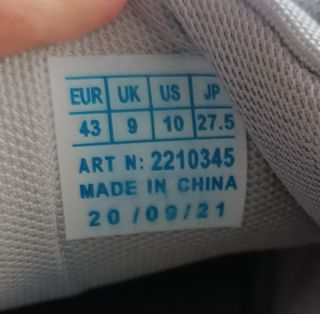 EUR UK US JP
43 9 10 27.5
ART N: 2210345
MADE IN CHINA
20/09/21